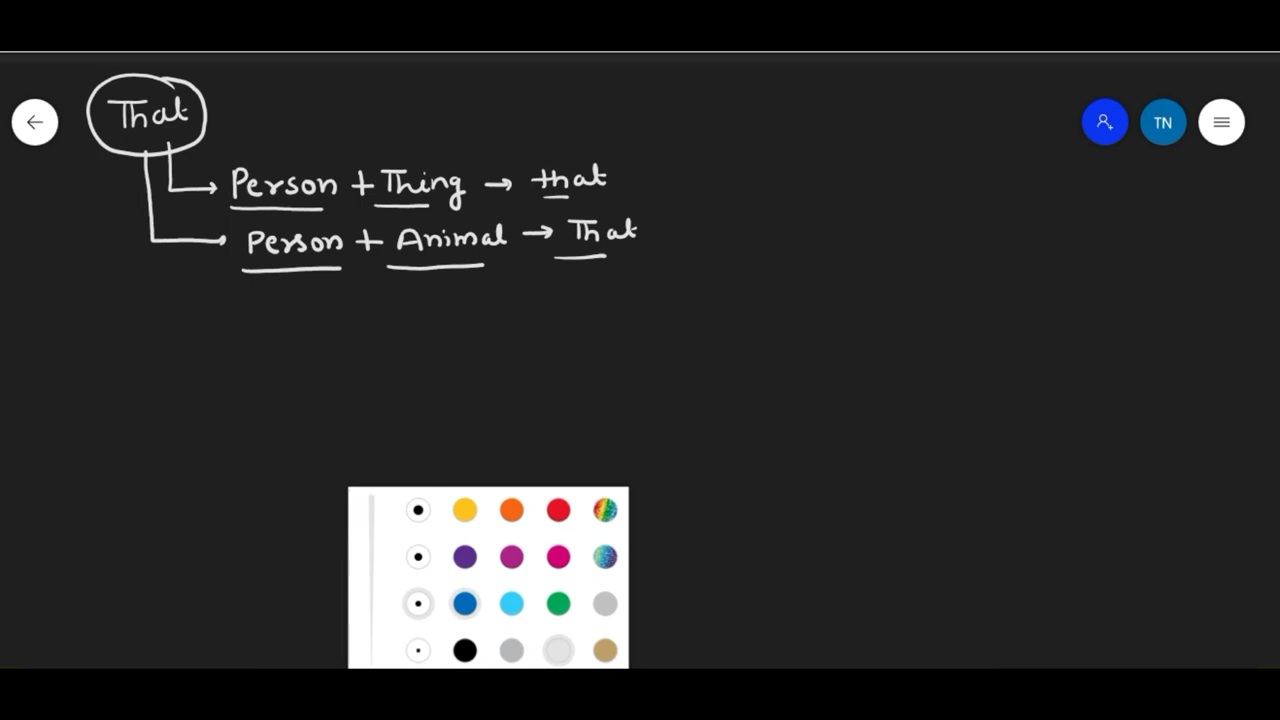 That
TN
Person + Thing → that
Person + Animal → That